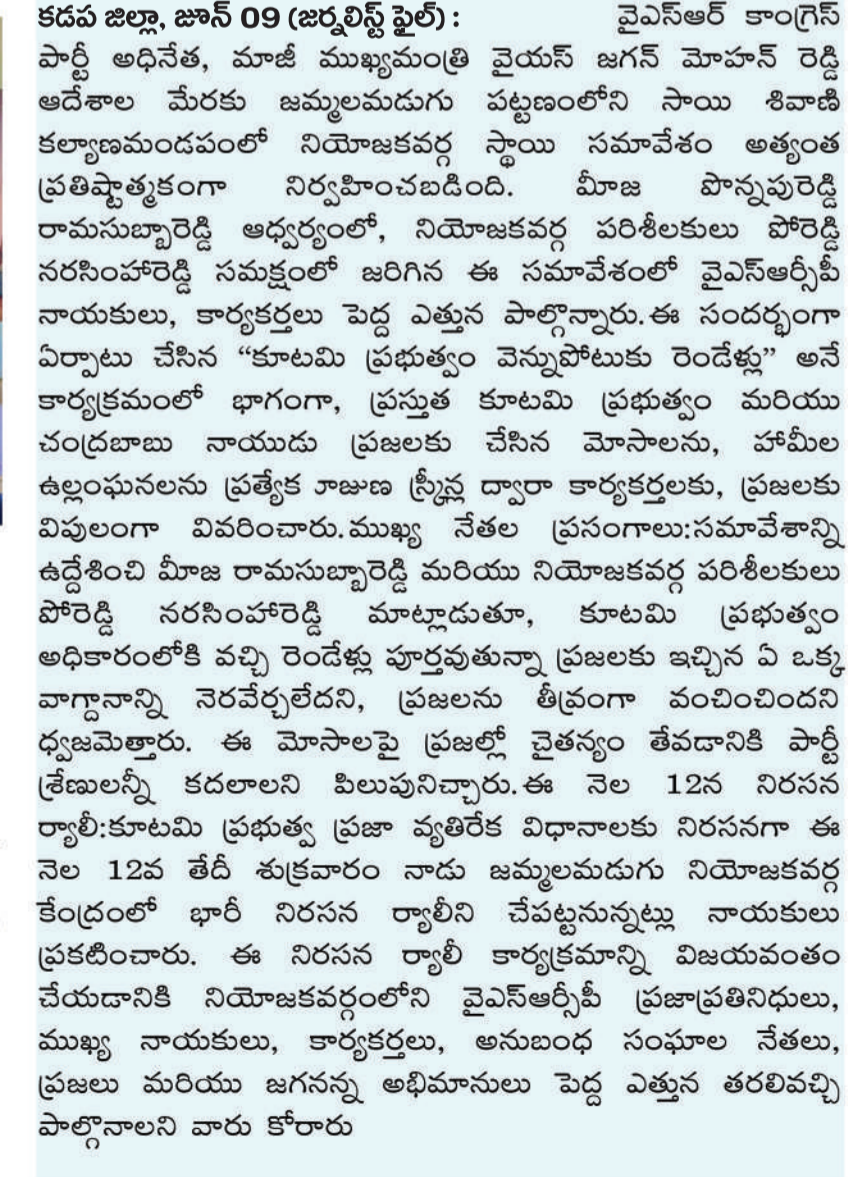 కడప జిల్లా, జూన్ 09 (జర్నలిస్ట్ ఫైల్) : వైఎస్ఆర్ కాంగ్రెస్
పార్టీ అధినేత, మాజీ ముఖ్యమంత్రి వైయస్ జగన్ మోహన్ రెడ్డి
ఆదేశాల మేరకు జమ్మలమడుగు పట్టణంలోని సాయి శివాణి
కల్యాణమండపంలో నియోజకవర్గ స్థాయి సమావేశం అత్యంత
ప్రతిష్టాత్మకంగా నిర్వహించబడింది. మీజ పొన్నపురెడ్డి
రామసుబ్బారెడ్డి ఆధ్వర్యంలో, నియోజకవర్గ పరిశీలకులు పోరెడ్డి
నరసింహారెడ్డి సమక్షంలో జరిగిన ఈ సమావేశంలో వైఎస్ఆర్సీపీ
నాయకులు, కార్యకర్తలు పెద్ద ఎత్తున పాల్గొన్నారు.ఈ సందర్భంగా
ఏర్పాటు చేసిన “కూటమి ప్రభుత్వం వెన్నుపోటుకు రెండేళ్లు” అనే
కార్యక్రమంలో భాగంగా, ప్రస్తుత కూటమి ప్రభుత్వం మరియు
చంద్రబాబు నాయుడు ప్రజలకు చేసిన మోసాలను, హామీల
ఉల్లంఘనలను ప్రత్యేక స్క్రీన్ల ద్వారా కార్యకర్తలకు, ప్రజలకు
విపులంగా వివరించారు.ముఖ్య నేతల ప్రసంగాలు:సమావేశాన్ని
ఉద్దేశించి మీజ రామసుబ్బారెడ్డి మరియు నియోజకవర్గ పరిశీలకులు
పోరెడ్డి నరసింహారెడ్డి మాట్లాడుతూ, కూటమి ప్రభుత్వం
అధికారంలోకి వచ్చి రెండేళ్లు పూర్తవుతున్నా ప్రజలకు ఇచ్చిన ఏ ఒక్క
వాగ్దానాన్ని నెరవేర్చలేదని, ప్రజలను తీవ్రంగా వంచించిందని
ధ్వజమెత్తారు. ఈ మోసాలపై ప్రజల్లో చైతన్యం తేవడానికి పార్టీ
శ్రేణులన్నీ కదలాలని పిలుపునిచ్చారు.ఈ నెల 12న నిరసన
ర్యాలీ:కూటమి ప్రభుత్వ ప్రజా వ్యతిరేక విధానాలకు నిరసనగా ఈ
నెల 12వ తేదీ శుక్రవారం నాడు జమ్మలమడుగు నియోజకవర్గ
కేంద్రంలో భారీ నిరసన ర్యాలీని చేపట్టనున్నట్లు నాయకులు
ప్రకటించారు. ఈ నిరసన ర్యాలీ కార్యక్రమాన్ని విజయవంతం
చేయడానికి నియోజకవర్గంలోని వైఎస్ఆర్సీపీ ప్రజాప్రతినిధులు,
ముఖ్య నాయకులు, కార్యకర్తలు, అనుబంధ సంఘాల నేతలు,
ప్రజలు మరియు జగనన్న అభిమానులు పెద్ద ఎత్తున తరలివచ్చి
పాల్గొనాలని వారు కోరారు